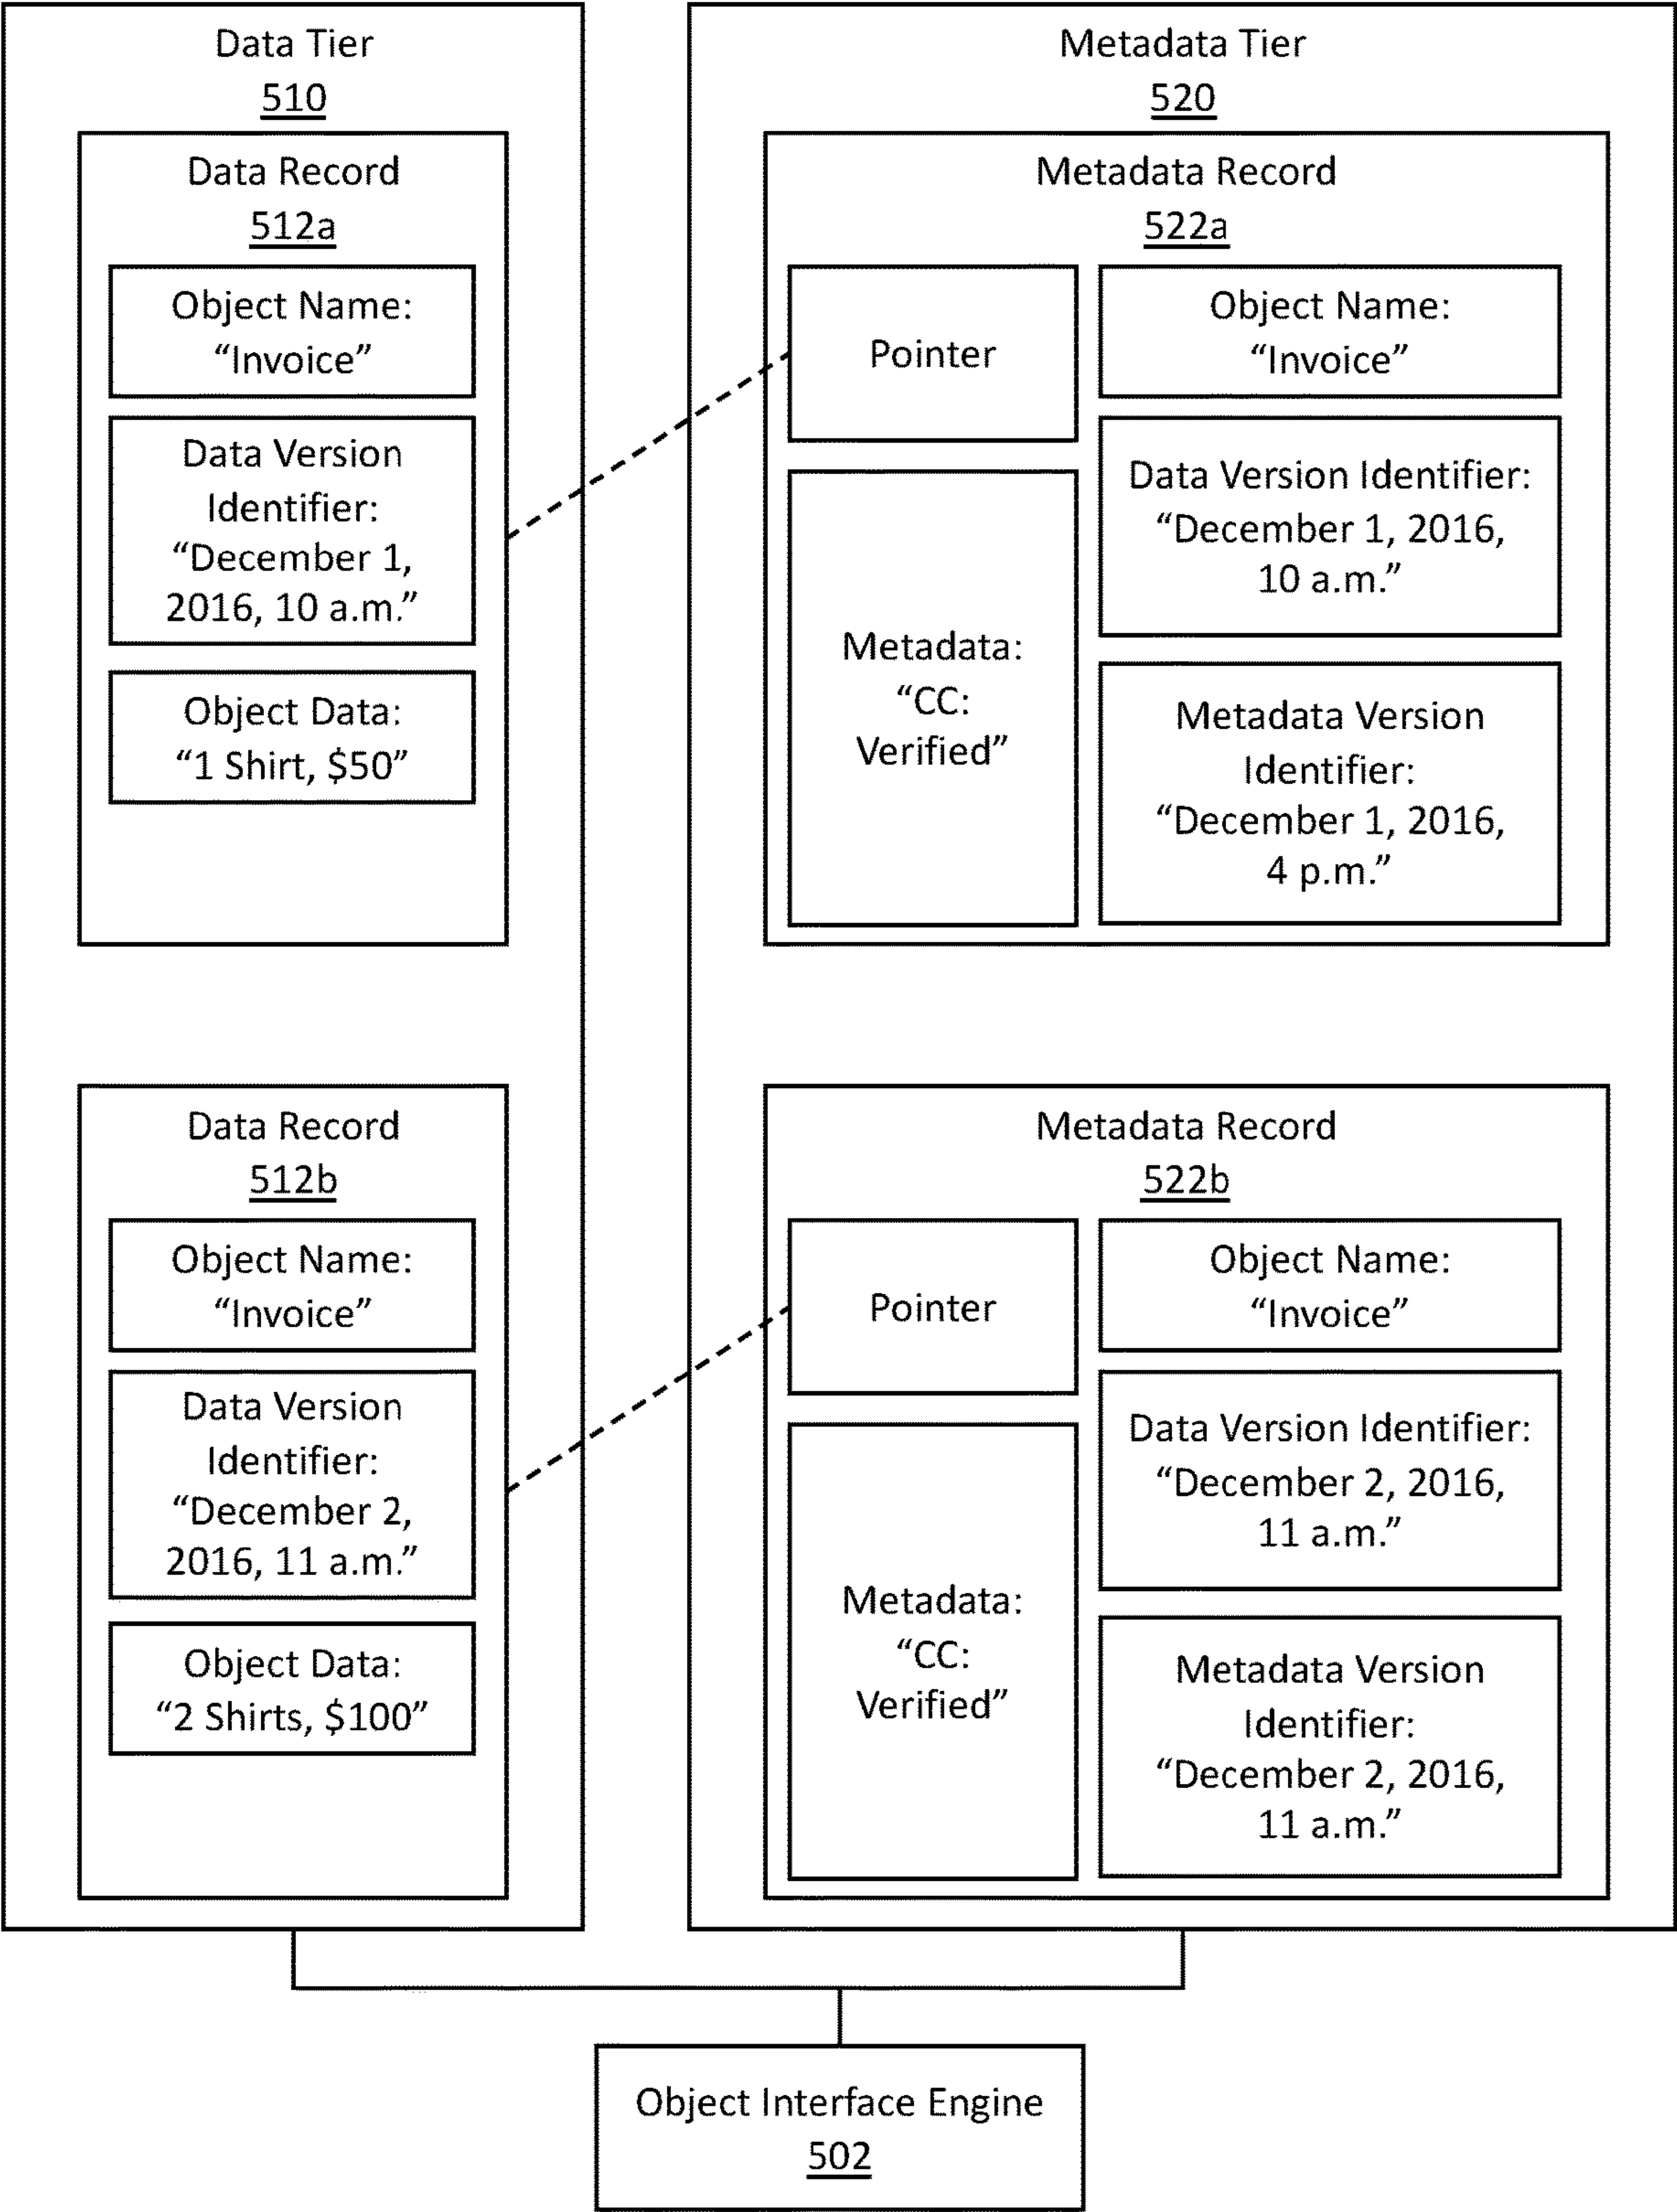 Data Tier
510
Data Record
512a
Object Name:
“Invoice”
Data Version
Identifier:
“December 1,
2016, 10 a.m.”
Object Data:
“1 Shirt, $50”
Data Record
512b
Object Name:
“Invoice”
Data Version
Identifier:
“December 2,
2016, 11 a.m.”
Object Data:
“2 Shirts, $100”
Metadata Tier
520
Metadata Record
522a
Pointer
Metadata:
“CC:
Verified”
Object Name:
“Invoice”
Data Version Identifier:
“December 1, 2016,
10 a.m.”
Metadata Version
Identifier:
“December 1, 2016,
4 p.m.”
Metadata Record
522b
Pointer
Metadata:
“CC:
Verified”
Object Name:
“Invoice”
Data Version Identifier:
“December 2, 2016,
11 a.m.”
Metadata Version
Identifier:
“December 2, 2016,
11 a.m.”
Object Interface Engine
502